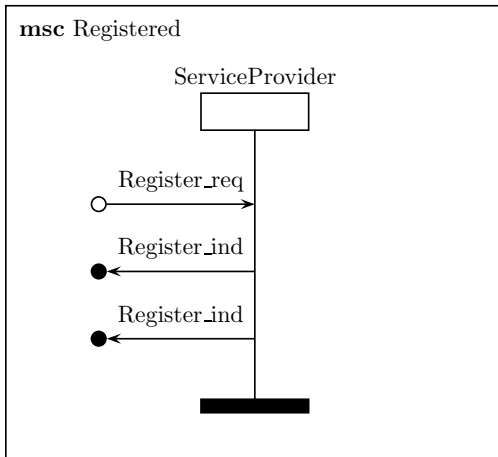 msc Registered
ServiceProvider
Register_req
Register_ind
Register_ind